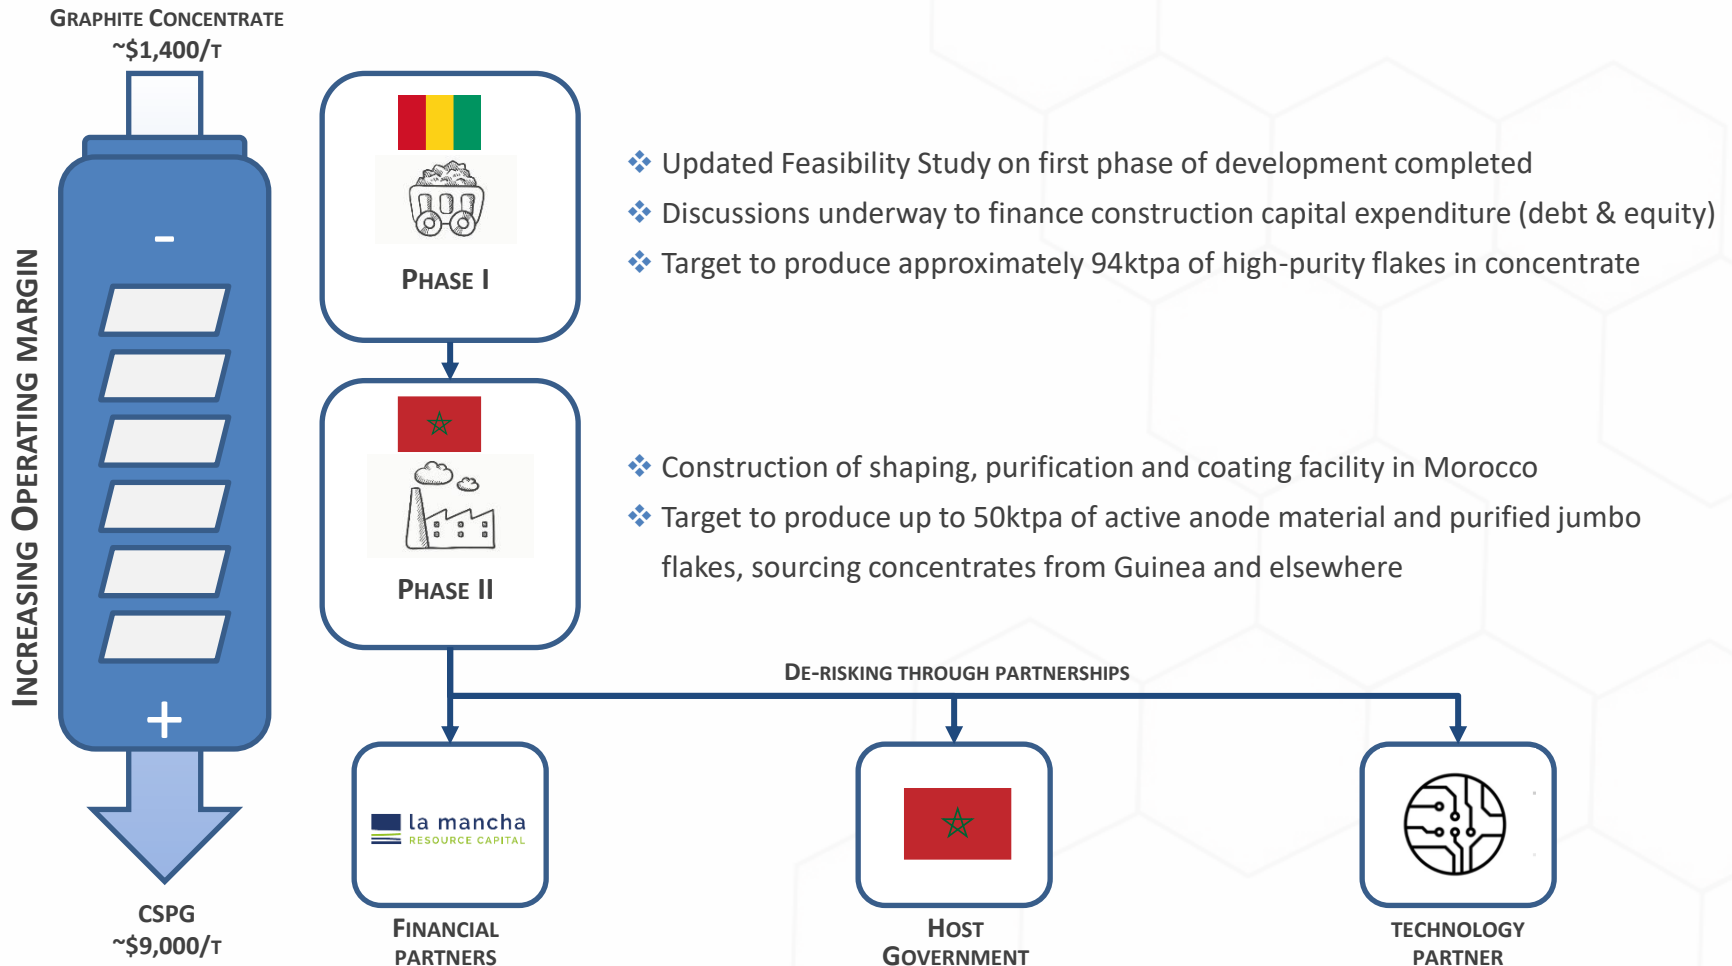 GRAPHITE CONCENTRATE
~$1,400/T
INCREASING OPERATING MARGIN
-
+
CSPG
~$9,000/T
PHASE I
❖ Updated Feasibility Study on first phase of development completed
❖ Discussions underway to finance construction capital expenditure (debt & equity)
❖ Target to produce approximately 94ktpa of high-purity flakes in concentrate
PHASE II
❖ Construction of shaping, purification and coating facility in Morocco
❖ Target to produce up to 50ktpa of active anode material and purified jumbo
flakes, sourcing concentrates from Guinea and elsewhere
DE-RISKING THROUGH PARTNERSHIPS
la mancha
RESOURCE CAPITAL
FINANCIAL
PARTNERS
HOST
GOVERNMENT
TECHNOLOGY
PARTNER